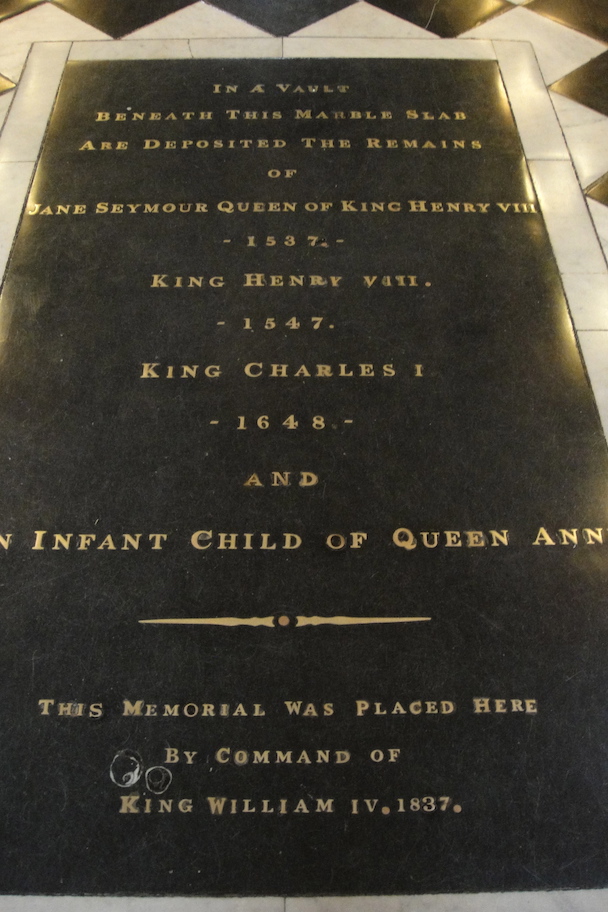 In A Vault
Beneath This Marble Slab
Are Deposited The Remains
of
Jane Seymour Queen of King Henry VIII
- 1537. -
King Henry VIII.
- 1547.
King Charles I
- 1648 -
and
N Infant Child of Queen Ann
This Memorial Was Placed Here
By Command of
King William IV. 1837.